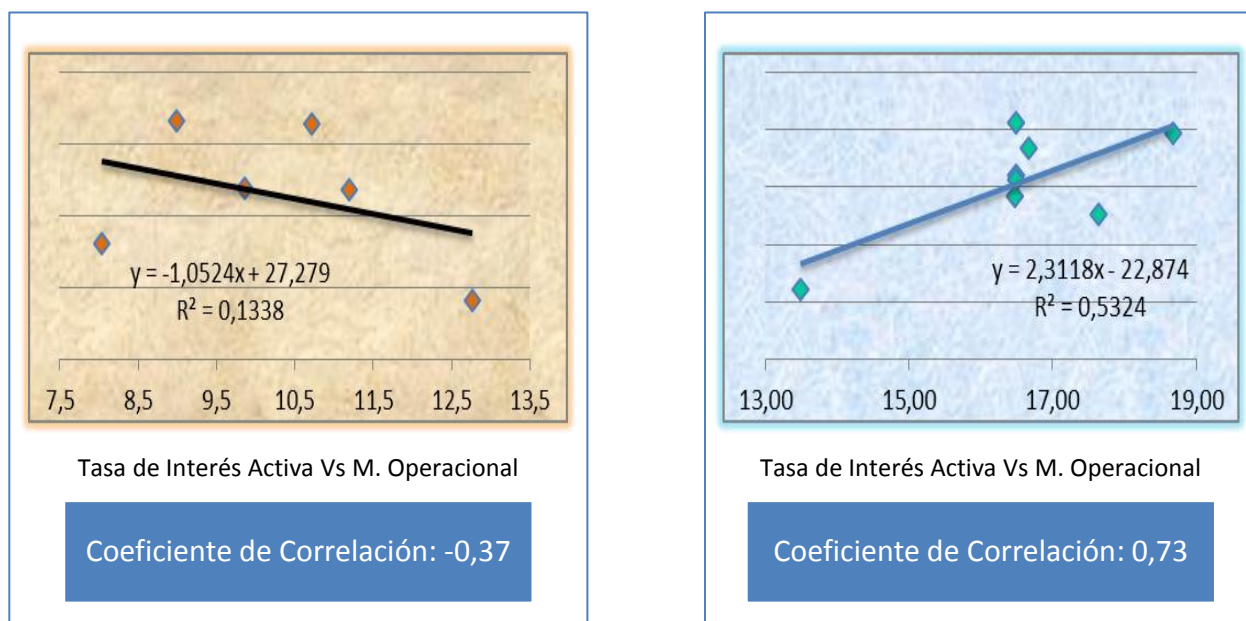 y = -1,0524x + 27,279
R² = 0,1338
7,5 8,5 9,5 10,5 11,5 12,5 13,5
Tasa de Interés Activa Vs M. Operacional
Coeficiente de Correlación: -0,37
y = 2,3118x - 22,874
R² = 0,5324
13,00 15,00 17,00 19,00
Tasa de Interés Activa Vs M. Operacional
Coeficiente de Correlación: 0,73